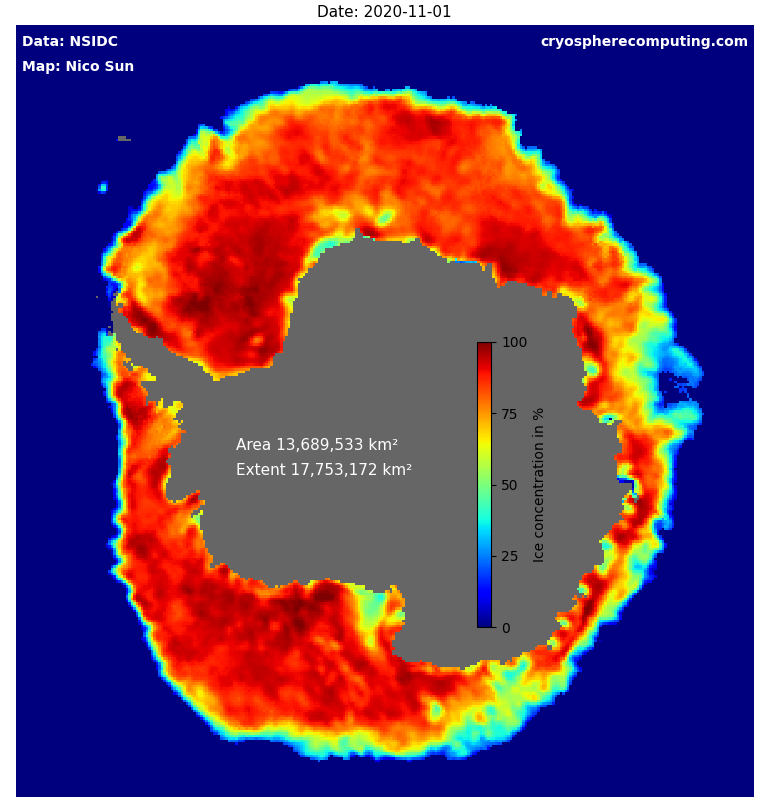 Date: 2020-11-01
Data: NSIDC
cryospherecomputing.com
Map: Nico Sun
100
75
50
25
0
Ice concentration in %
Area 13,689,533 km²
Extent 17,753,172 km²